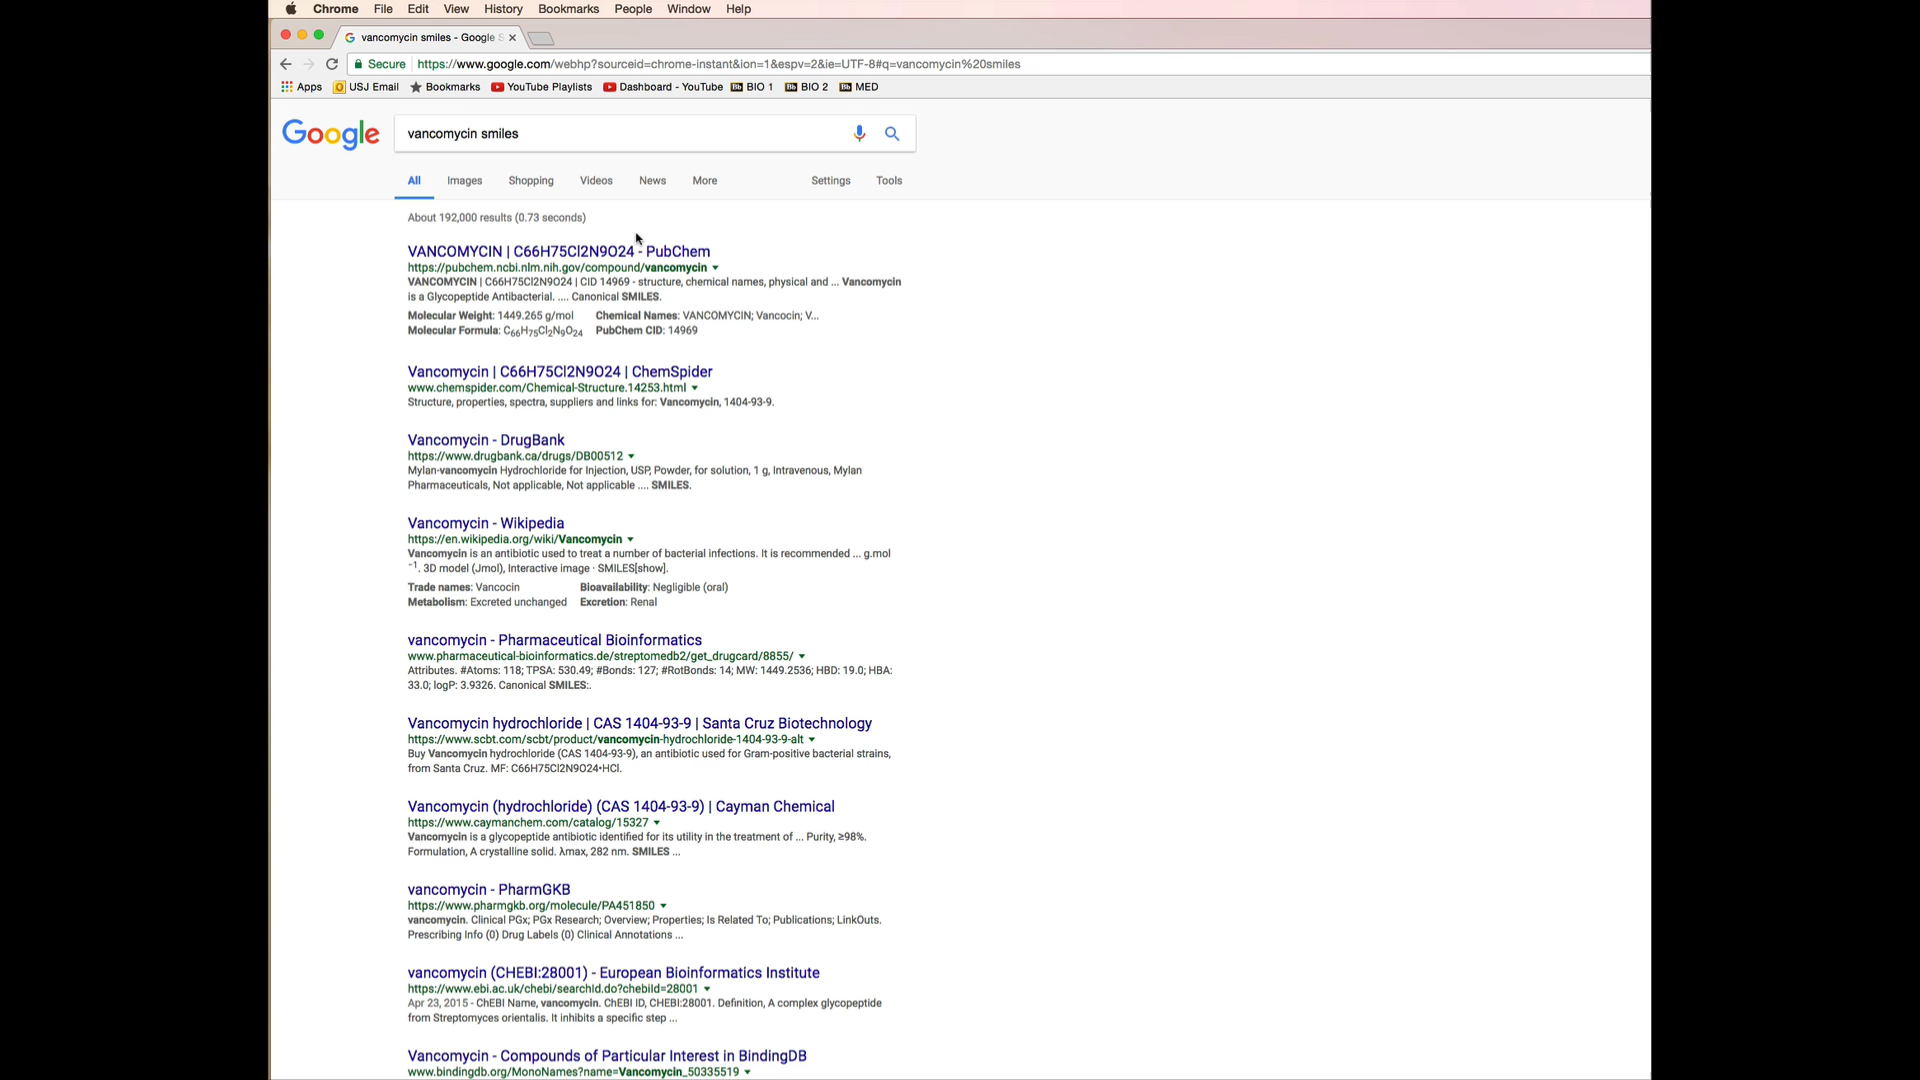 Chrome File Edit View History Bookmarks People Window Help
vancomycin smiles - Google S
Secure https://www.google.com/webhp?sourceid=chrome-instant&ion=1&espv=2&ie=UTF-8#q=vancomycin%20smiles
Apps USJ Email Bookmarks YouTube Playlists Dashboard - YouTube Bb BIO 1 Bb BIO 2 Bb MED
Google vancomycin smiles
All Images Shopping Videos News More Settings Tools
About 192,000 results (0.73 seconds)
VANCOMYCIN | C66H75Cl2N9O24 - PubChem
https://pubchem.ncbi.nlm.nih.gov/compound/vancomycin
VANCOMYCIN | C66H75Cl2N9O24 | CID 14969 - structure, chemical names, physical and ... Vancomycin
is a Glycopeptide Antibacterial. .... Canonical SMILES.
Molecular Weight: 1449.265 g/mol Chemical Names: VANCOMYCIN; Vancocin; V...
Molecular Formula: C66H75Cl2N9O24 PubChem CID: 14969
Vancomycin | C66H75Cl2N9O24 | ChemSpider
www.chemspider.com/Chemical-Structure.14253.html
Structure, properties, spectra, suppliers and links for: Vancomycin, 1404-93-9.
Vancomycin - DrugBank
https://www.drugbank.ca/drugs/DB00512
Mylan-vancomycin Hydrochloride for Injection, USP, Powder, for solution, 1 g, Intravenous, Mylan
Pharmaceuticals, Not applicable, Not applicable .... SMILES.
Vancomycin - Wikipedia
https://en.wikipedia.org/wiki/Vancomycin
Vancomycin is an antibiotic used to treat a number of bacterial infections. It is recommended ... g.mol
−1. 3D model (Jmol), Interactive image · SMILES[show].
Trade names: Vancocin Bioavailability: Negligible (oral)
Metabolism: Excreted unchanged Excretion: Renal
vancomycin - Pharmaceutical Bioinformatics
www.pharmaceutical-bioinformatics.de/streptomedb2/get_drugcard/8855/
Attributes. #Atoms: 118; TPSA: 530.49; #Bonds: 127; #RotBonds: 14; MW: 1449.2536; HBD: 19.0; HBA:
33.0; logP: 3.9326. Canonical SMILES:.
Vancomycin hydrochloride | CAS 1404-93-9 | Santa Cruz Biotechnology
https://www.scbt.com/scbt/product/vancomycin-hydrochloride-1404-93-9-alt
Buy Vancomycin hydrochloride (CAS 1404-93-9), an antibiotic used for Gram-positive bacterial strains,
from Santa Cruz. MF: C66H75Cl2N9O24•HCl.
Vancomycin (hydrochloride) (CAS 1404-93-9) | Cayman Chemical
https://www.caymanchem.com/catalog/15327
Vancomycin is a glycopeptide antibiotic identified for its utility in the treatment of ... Purity, ≥98%.
Formulation, A crystalline solid. λmax, 282 nm. SMILES ...
vancomycin - PharmGKB
https://www.pharmgkb.org/molecule/PA451850
vancomycin. Clinical PGx; PGx Research; Overview; Properties; Is Related To; Publications; LinkOuts.
Prescribing Info (0) Drug Labels (0) Clinical Annotations ...
vancomycin (CHEBI:28001) - European Bioinformatics Institute
https://www.ebi.ac.uk/chebi/searchId.do?chebiId=28001
Apr 23, 2015 - ChEBI Name, vancomycin. ChEBI ID, CHEBI:28001. Definition, A complex glycopeptide
from Streptomyces orientalis. It inhibits a specific step ...
Vancomycin - Compounds of Particular Interest in BindingDB
www.bindingdb.org/MonoNames?name=Vancomycin_50335519